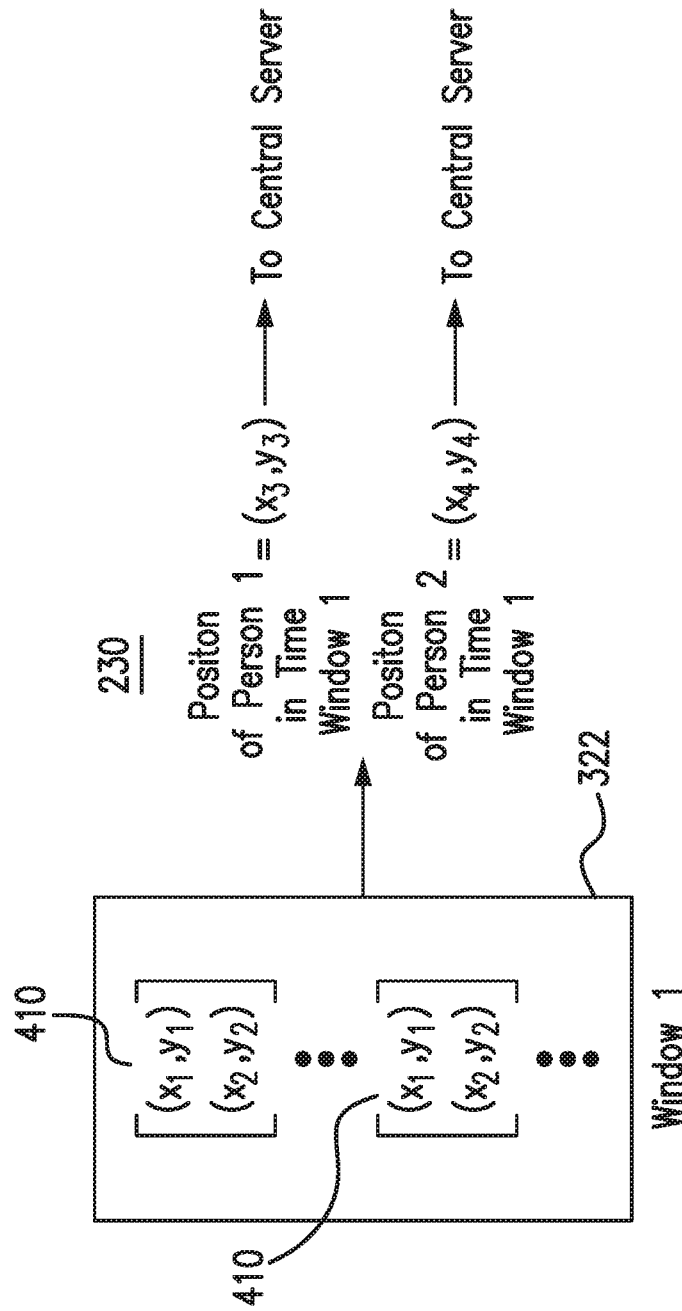 410
(x₁,y₁)
(x₂,y₂)
410
(x₁,y₁)
(x₂,y₂)
322
Window 1
230
Positon
of Person 1 = (x₃,y₃) To Central Server
in Time
Window 1
Positon
of Person 2 = (x₄,y₄) To Central Server
in Time
Window 1